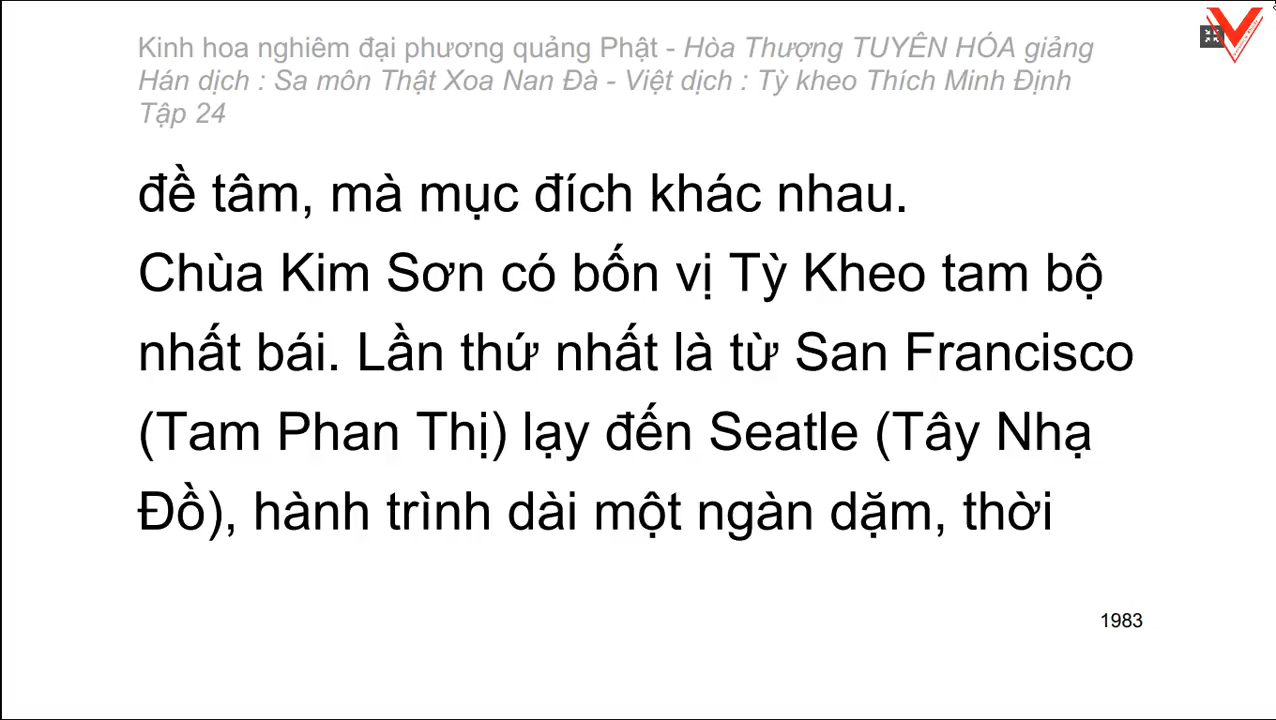 Kinh hoa nghiêm đại phương quảng Phật - Hòa Thượng TUYÊN HÓA giảng
Hán dịch : Sa môn Thật Xoa Nan Đà - Việt dịch : Tỳ kheo Thích Minh Định
Tập 24
đề tâm, mà mục đích khác nhau.
Chùa Kim Sơn có bốn vị Tỳ Kheo tam bộ
nhất bái. Lần thứ nhất là từ San Francisco
(Tam Phan Thị) lạy đến Seatle (Tây Nhạ
Đồ), hành trình dài một ngàn dặm, thời
1983